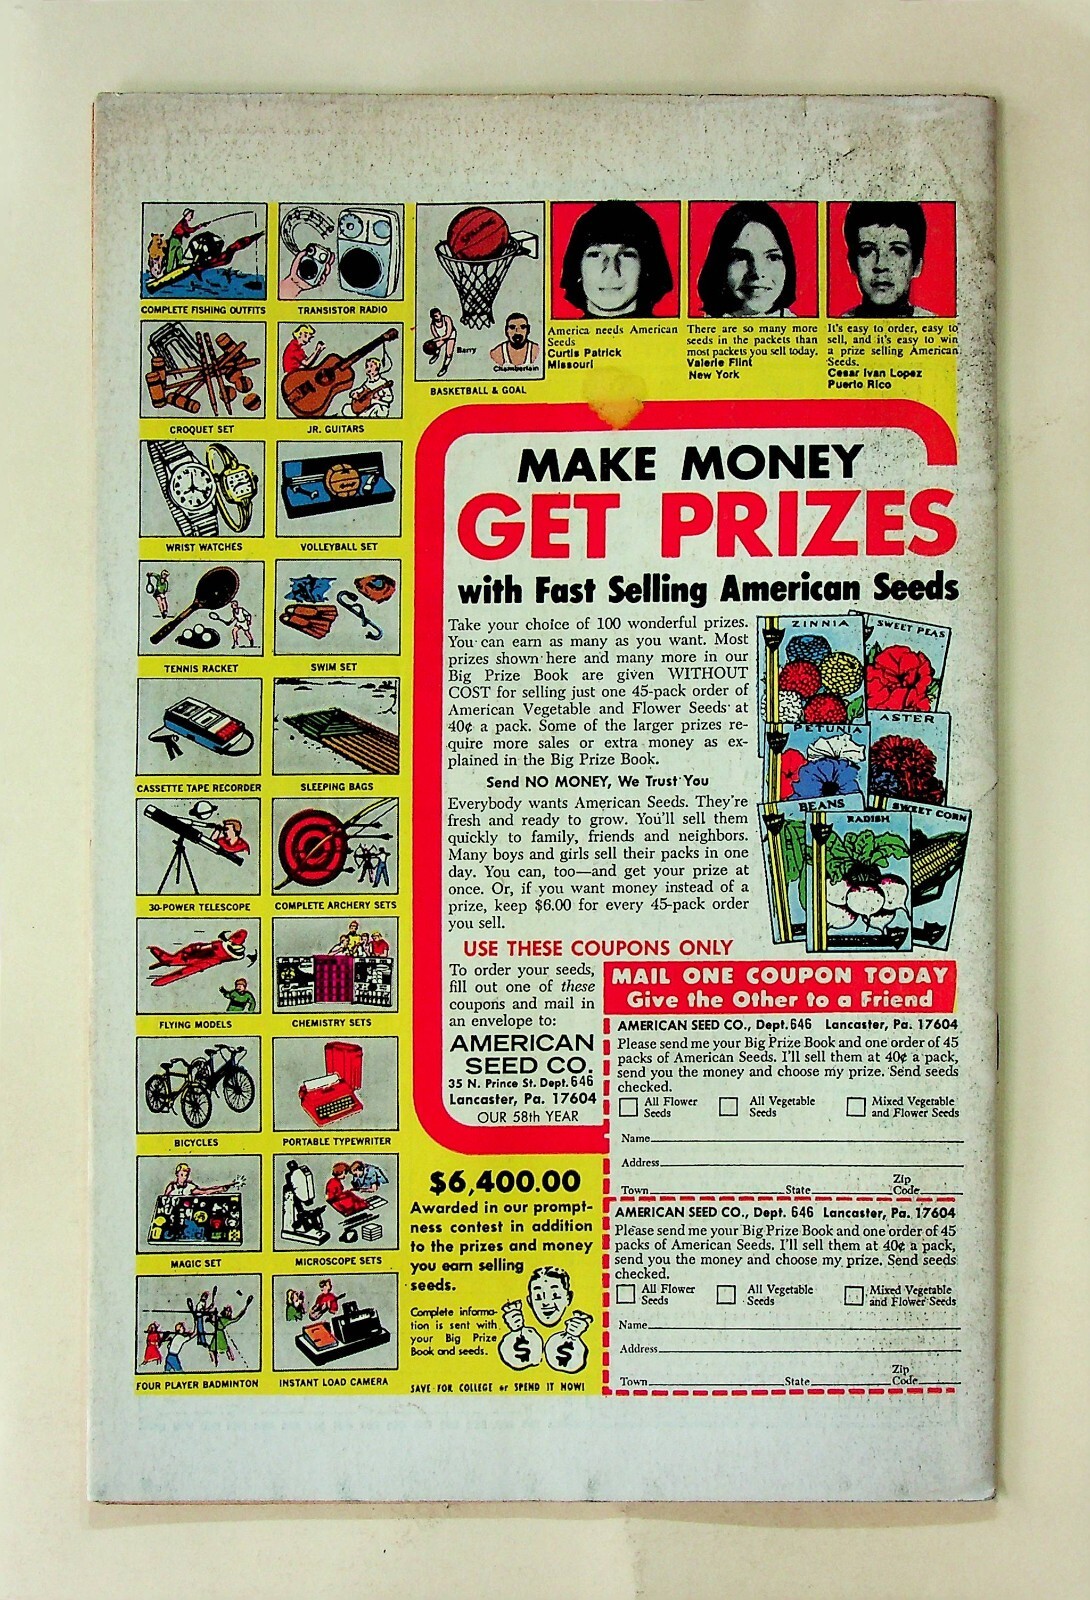 COMPLETE FISHING OUTFITS
TRANSISTOR RADIO
SPALDING
Barry
Chamberlain
BASKETBALL & GOAL
America needs American
Seeds
Curtis Patrick
Missouri
There are so many more
seeds in the packets than
most packets you sell today.
Valerie Flint
New York
It's easy to order, easy to
sell, and it's easy to win
a prize selling American
Seeds.
Cesar Ivan Lopez
Puerto Rico
CROQUET SET
JR. GUITARS
WRIST WATCHES
VOLLEYBALL SET
TENNIS RACKET
SWIM SET
CASSETTE TAPE RECORDER
SLEEPING BAGS
30-POWER TELESCOPE
COMPLETE ARCHERY SETS
FLYING MODELS
CHEMISTRY SETS
BICYCLES
PORTABLE TYPEWRITER
MAGIC SET
MICROSCOPE SETS
FOUR PLAYER BADMINTON
INSTANT LOAD CAMERA
MAKE MONEY
GET PRIZES
with Fast Selling American Seeds
Take your choice of 100 wonderful prizes.
You can earn as many as you want. Most
prizes shown here and many more in our
Big Prize Book are given WITHOUT
COST for selling just one 45-pack order of
American Vegetable and Flower Seeds at
40¢ a pack. Some of the larger prizes re-
quire more sales or extra money as ex-
plained in the Big Prize Book.
Send NO MONEY, We Trust You
Everybody wants American Seeds. They're
fresh and ready to grow. You'll sell them
quickly to family, friends and neighbors.
Many boys and girls sell their packs in one
day. You can, too—and get your prize at
once. Or, if you want money instead of a
prize, keep $6.00 for every 45-pack order
you sell.
ZINNIA
SWEET PEAS
PETUNIA
ASTER
BEANS
RADISH
SWEET CORN
USE THESE COUPONS ONLY
To order your seeds,
fill out one of these
coupons and mail in
an envelope to:
AMERICAN
SEED CO.
35 N. Prince St. Dept. 646
Lancaster, Pa. 17604
OUR 58th YEAR
MAIL ONE COUPON TODAY
Give the Other to a Friend
AMERICAN SEED CO., Dept. 646 Lancaster, Pa. 17604
Please send me your Big Prize Book and one order of 45
packs of American Seeds. I'll sell them at 40¢ a pack,
send you the money and choose my prize. Send seeds
checked.
All Flower
Seeds
All Vegetable
Seeds
Mixed Vegetable
and Flower Seeds
Name
Address
Town State Zip Code
AMERICAN SEED CO., Dept. 646 Lancaster, Pa. 17604
Please send me your Big Prize Book and one order of 45
packs of American Seeds. I'll sell them at 40¢ a pack,
send you the money and choose my prize. Send seeds
checked.
All Flower
Seeds
All Vegetable
Seeds
Mixed Vegetable
and Flower Seeds
Name
Address
Town State Zip Code
$6,400.00
Awarded in our prompt-
ness contest in addition
to the prizes and money
you earn selling
seeds.
Complete informa-
tion is sent with
your Big Prize
Book and seeds.
$ $
SAVE FOR COLLEGE or SPEND IT NOW!